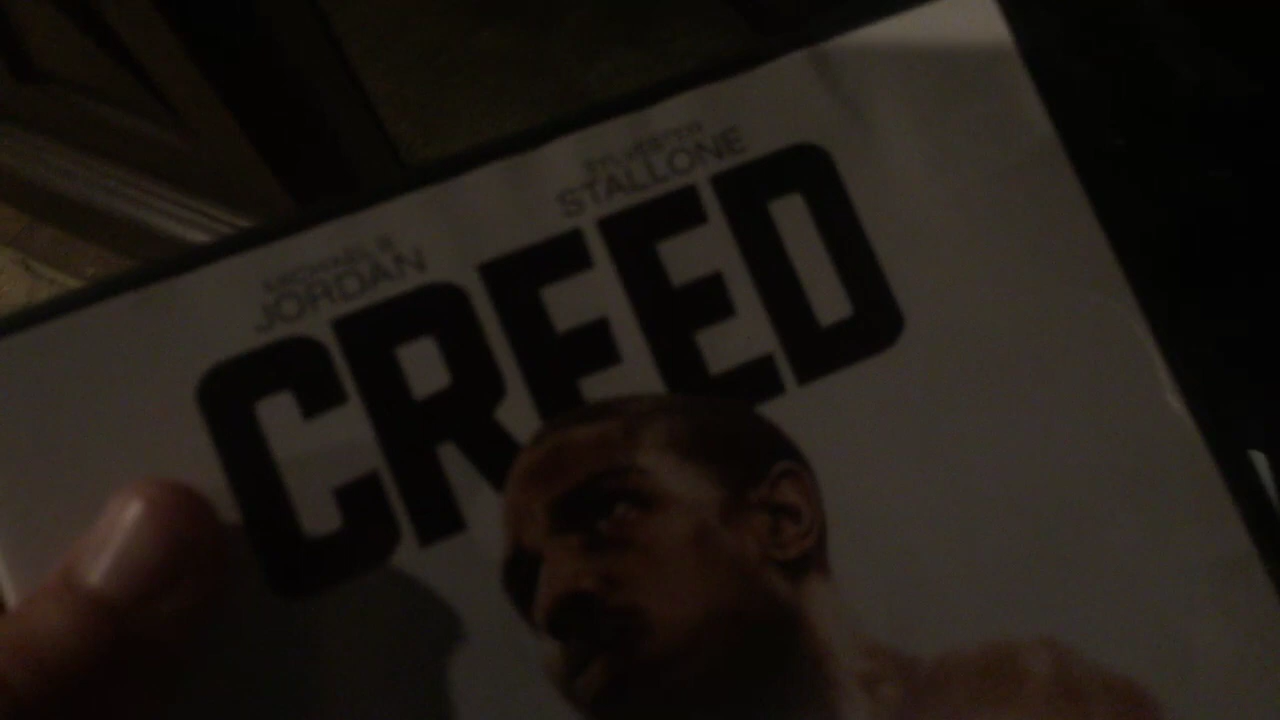 MICHAEL B.
JORDAN
SYLVESTER
STALLONE
CREED